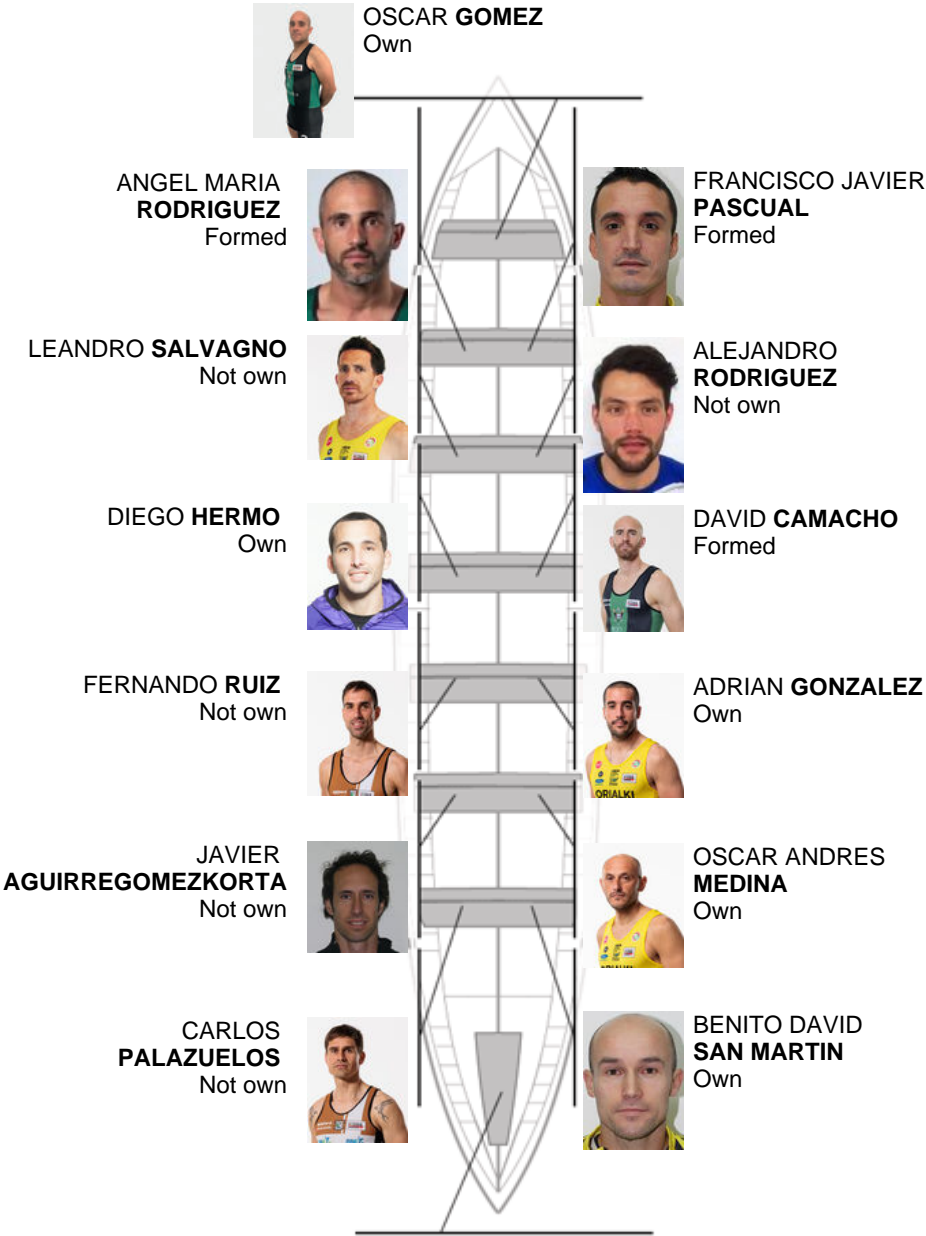 OSCAR GOMEZ
Own
ANGEL MARIA
RODRIGUEZ
Formed
FRANCISCO JAVIER
PASCUAL
Formed
LEANDRO SALVAGNO
Not own
ALEJANDRO
RODRIGUEZ
Not own
DIEGO HERMO
Own
DAVID CAMACHO
Formed
FERNANDO RUIZ
Not own
ADRIAN GONZALEZ
Own
ORIALKI
JAVIER
AGUIRREGOMEZKORTA
Not own
OSCAR ANDRES
MEDINA
Own
CARLOS
PALAZUELOS
Not own
BENITO DAVID
SAN MARTIN
Own